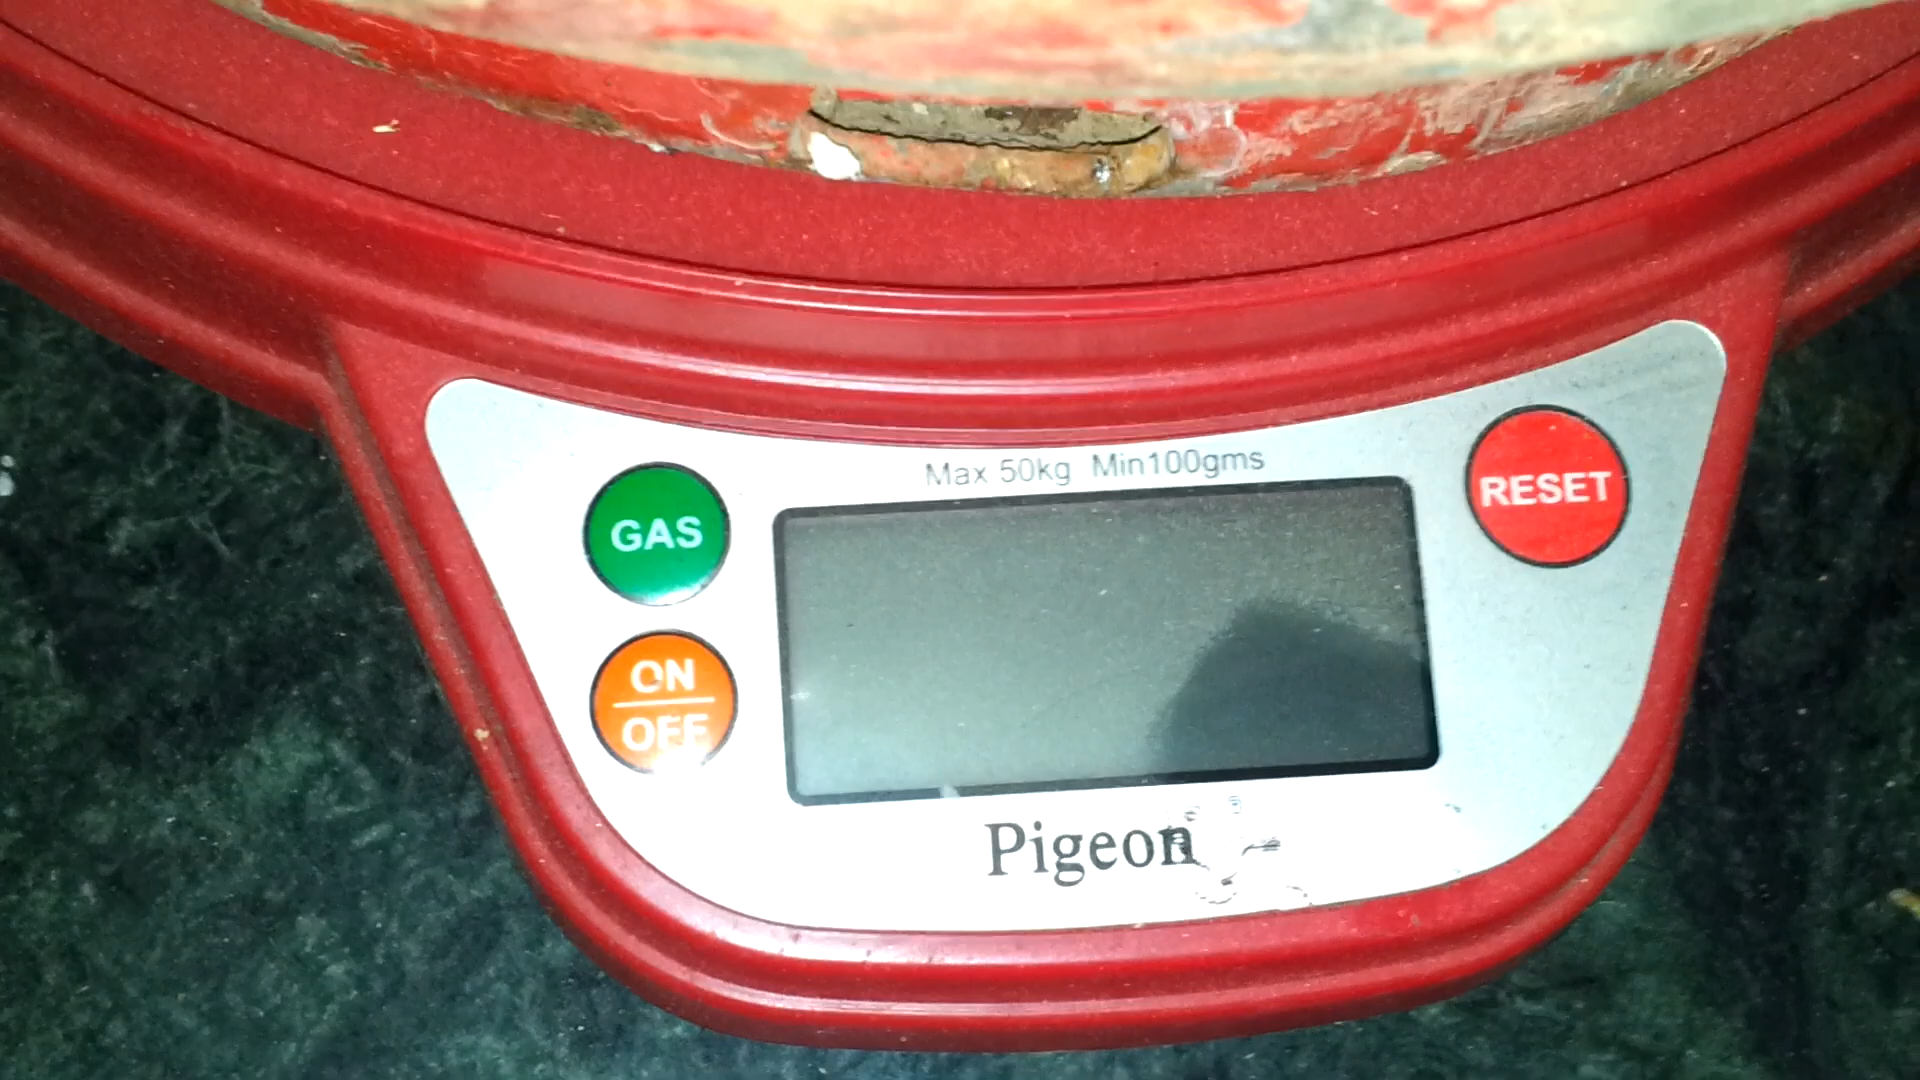 Max 50kg Min100gms
GAS
RESET
ON
OFF
Pigeon